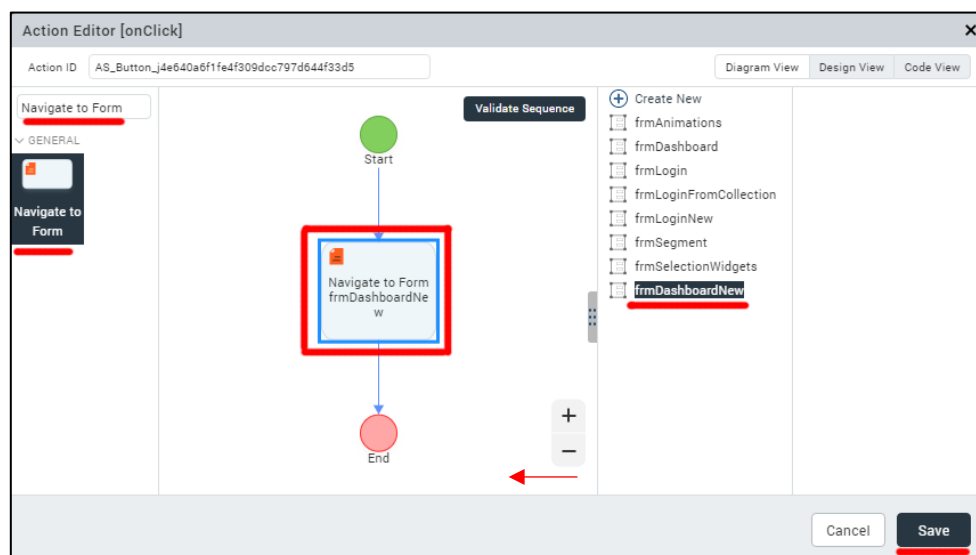 Action Editor [onClick]
×
Action ID
AS_Button_j4e640a6f1fe4f309dcc797d644f33d5
Diagram View
Design View
Code View
Navigate to Form
GENERAL
Navigate to
Form
Validate Sequence
Start
Navigate to Form
frmDashboardNe
w
End
+
−
Create New
frmAnimations
frmDashboard
frmLogin
frmLoginFromCollection
frmLoginNew
frmSegment
frmSelectionWidgets
frmDashboardNew
Cancel
Save